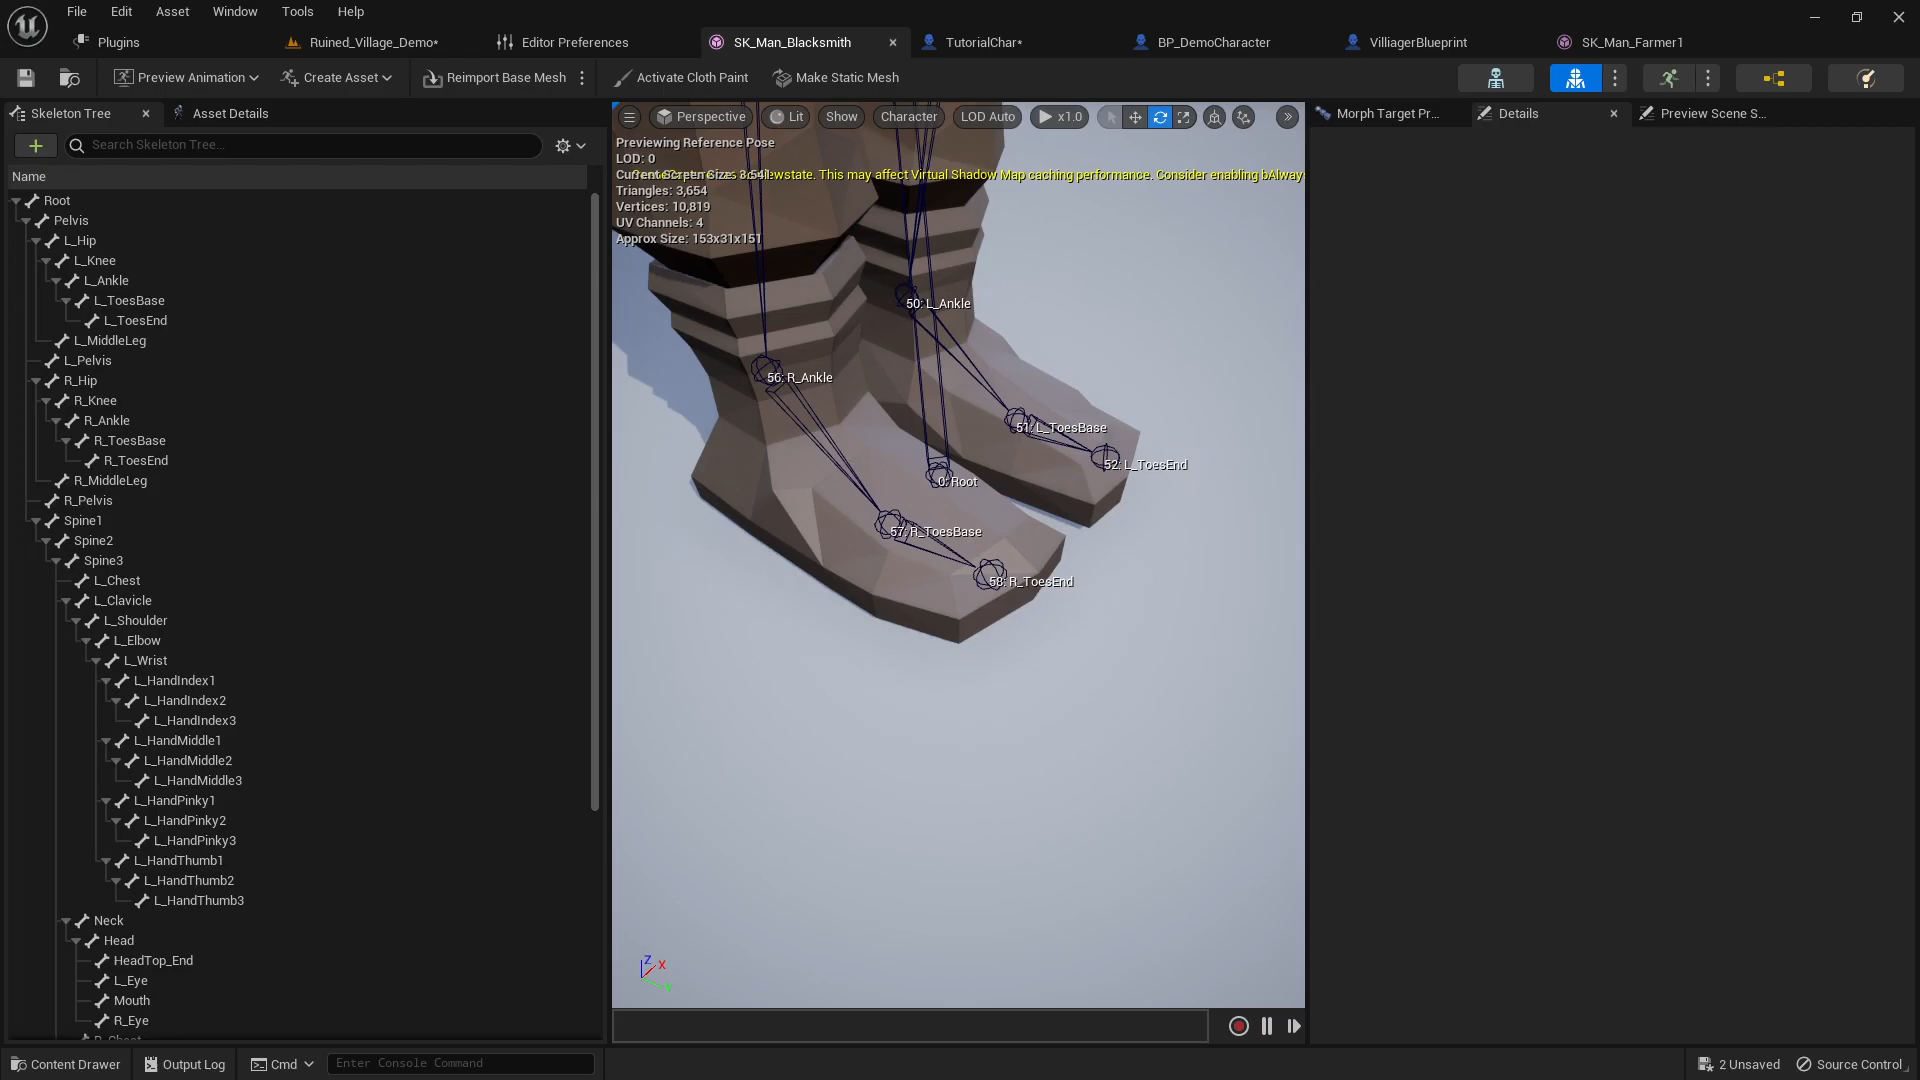 File Edit Asset Window Tools Help
Plugins Ruined_Village_Demo* Editor Preferences SK_Man_Blacksmith TutorialChar* BP_DemoCharacter VilliagerBlueprint SK_Man_Farmer1
Preview Animation Create Asset Reimport Base Mesh Activate Cloth Paint Make Static Mesh
Skeleton Tree Asset Details
Search Skeleton Tree...
Name
Root
Pelvis
L_Hip
L_Knee
L_Ankle
L_ToesBase
L_ToesEnd
L_MiddleLeg
L_Pelvis
R_Hip
R_Knee
R_Ankle
R_ToesBase
R_ToesEnd
R_MiddleLeg
R_Pelvis
Spine1
Spine2
Spine3
L_Chest
L_Clavicle
L_Shoulder
L_Elbow
L_Wrist
L_HandIndex1
L_HandIndex2
L_HandIndex3
L_HandMiddle1
L_HandMiddle2
L_HandMiddle3
L_HandPinky1
L_HandPinky2
L_HandPinky3
L_HandThumb1
L_HandThumb2
L_HandThumb3
Neck
Head
HeadTop_End
L_Eye
Mouth
R_Eye
Perspective Lit Show Character LOD Auto x1.0
Previewing Reference Pose
LOD: 0
Current Screen Size: 3.541
This may affect Virtual Shadow Map caching performance. Consider enabling bAlway
Triangles: 3,654
Vertices: 10,819
UV Channels: 4
Approx Size: 153x31x151
50: L_Ankle
56: R_Ankle
51: L_ToesBase
52: L_ToesEnd
0: Root
57: R_ToesBase
58: R_ToesEnd
Z X
Y
Morph Target Pr... Details Preview Scene S...
Content Drawer Output Log Cmd Enter Console Command 2 Unsaved Source Control